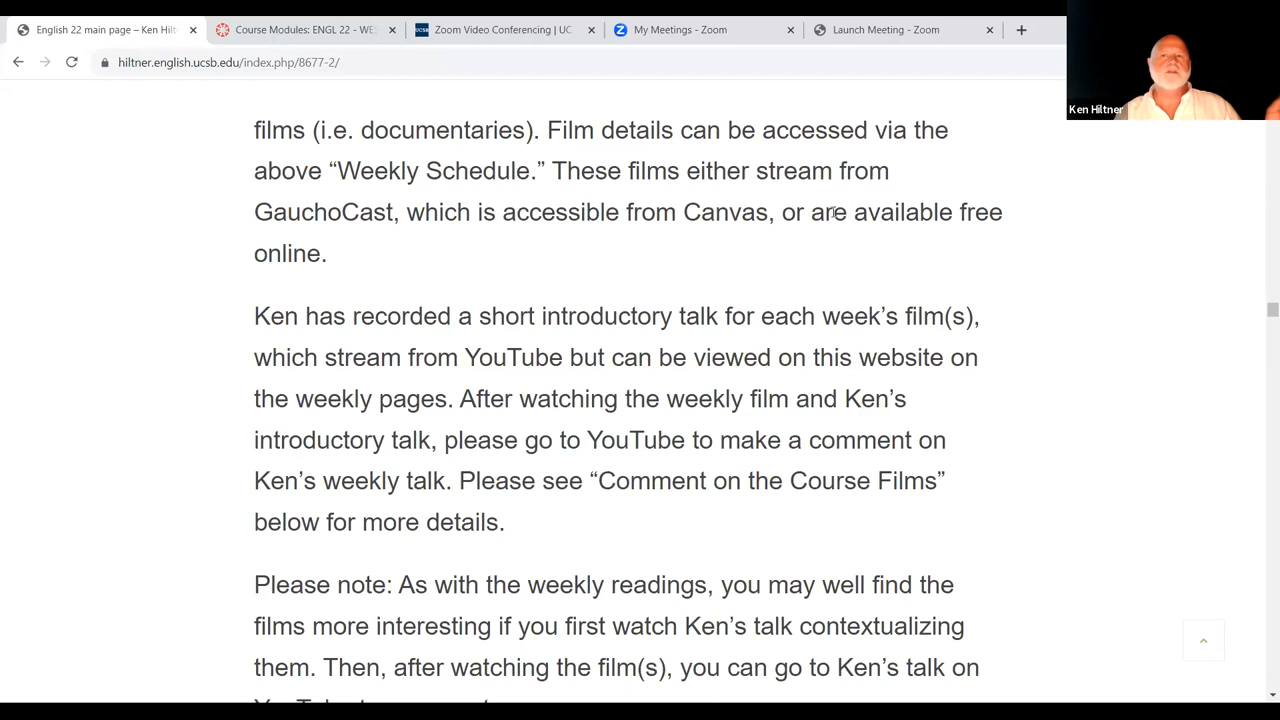 English 22 main page – Ken Hilt
Course Modules: ENGL 22 - WE
UCSB
Zoom Video Conferencing | UC
My Meetings - Zoom
Launch Meeting - Zoom
hiltner.english.ucsb.edu/index.php/8677-2/
Ken Hiltner
films (i.e. documentaries). Film details can be accessed via the
above “Weekly Schedule.” These films either stream from
GauchoCast, which is accessible from Canvas, or are available free
online.
Ken has recorded a short introductory talk for each week’s film(s),
which stream from YouTube but can be viewed on this website on
the weekly pages. After watching the weekly film and Ken’s
introductory talk, please go to YouTube to make a comment on
Ken’s weekly talk. Please see “Comment on the Course Films”
below for more details.
Please note: As with the weekly readings, you may well find the
films more interesting if you first watch Ken’s talk contextualizing
them. Then, after watching the film(s), you can go to Ken’s talk on